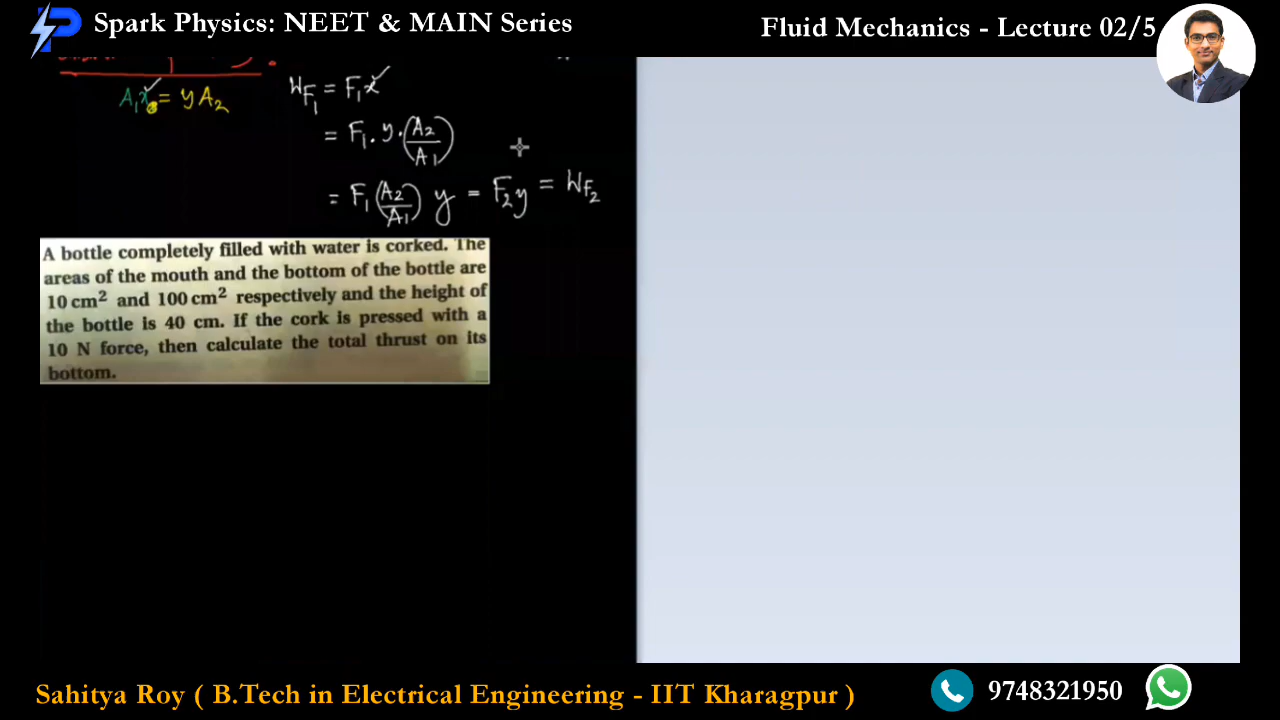 Spark Physics: NEET & MAIN Series
Fluid Mechanics - Lecture 02/5
A₁x = yA₂
W_F₁ = F₁x
= F₁ . y . (A₂/A₁)
= F₁ (A₂/A₁) y = F₂y = W_F₂
A bottle completely filled with water is corked. The
areas of the mouth and the bottom of the bottle are
10 cm² and 100 cm² respectively and the height of
the bottle is 40 cm. If the cork is pressed with a
10 N force, then calculate the total thrust on its
bottom.
Sahitya Roy ( B.Tech in Electrical Engineering - IIT Kharagpur )
9748321950